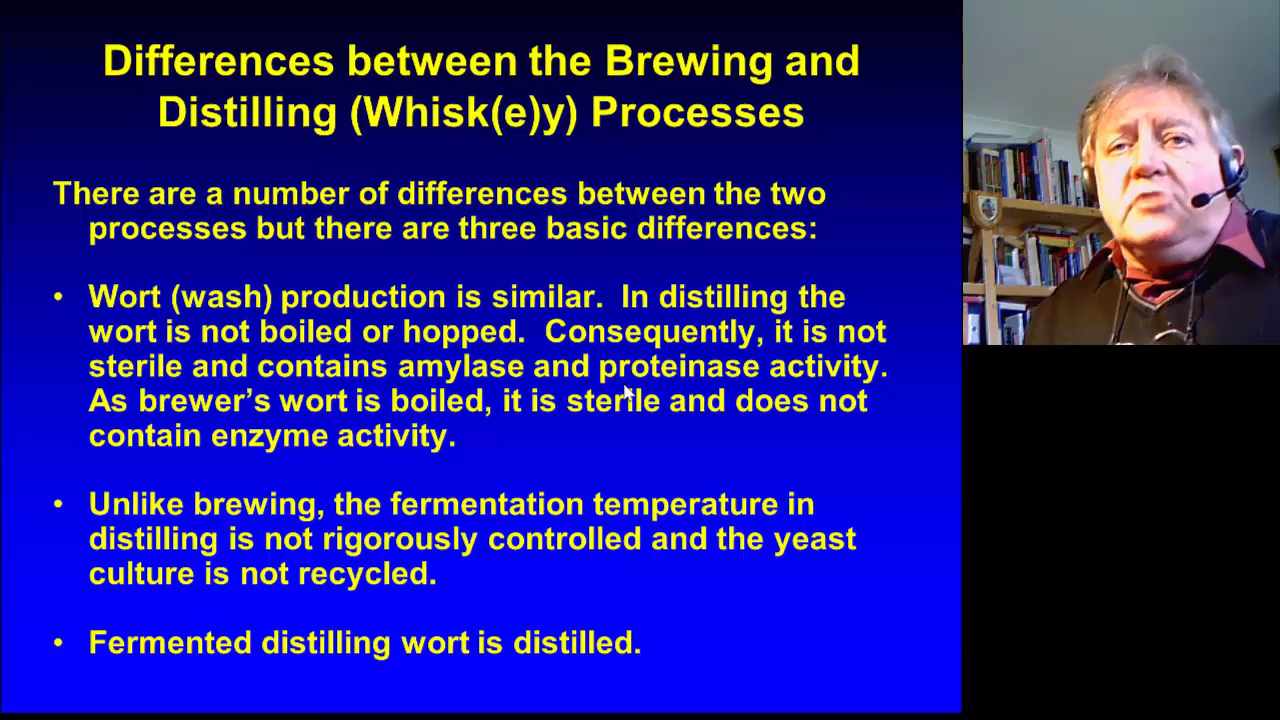 Differences between the Brewing and
Distilling (Whisk(e)y) Processes
There are a number of differences between the two
processes but there are three basic differences:
• Wort (wash) production is similar. In distilling the
wort is not boiled or hopped. Consequently, it is not
sterile and contains amylase and proteinase activity.
As brewer's wort is boiled, it is sterile and does not
contain enzyme activity.
• Unlike brewing, the fermentation temperature in
distilling is not rigorously controlled and the yeast
culture is not recycled.
• Fermented distilling wort is distilled.